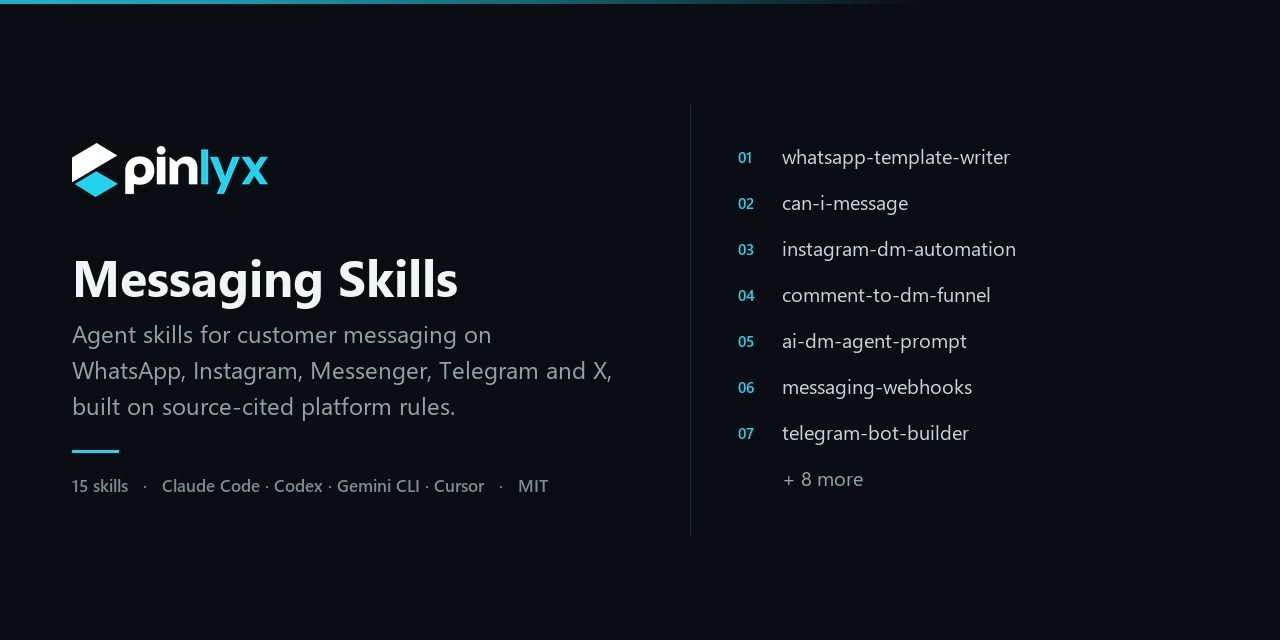 pinlyx
Messaging Skills
Agent skills for customer messaging on
WhatsApp, Instagram, Messenger, Telegram and X,
built on source-cited platform rules.
15 skills · Claude Code · Codex · Gemini CLI · Cursor · MIT
01 whatsapp-template-writer
02 can-i-message
03 instagram-dm-automation
04 comment-to-dm-funnel
05 ai-dm-agent-prompt
06 messaging-webhooks
07 telegram-bot-builder
+ 8 more